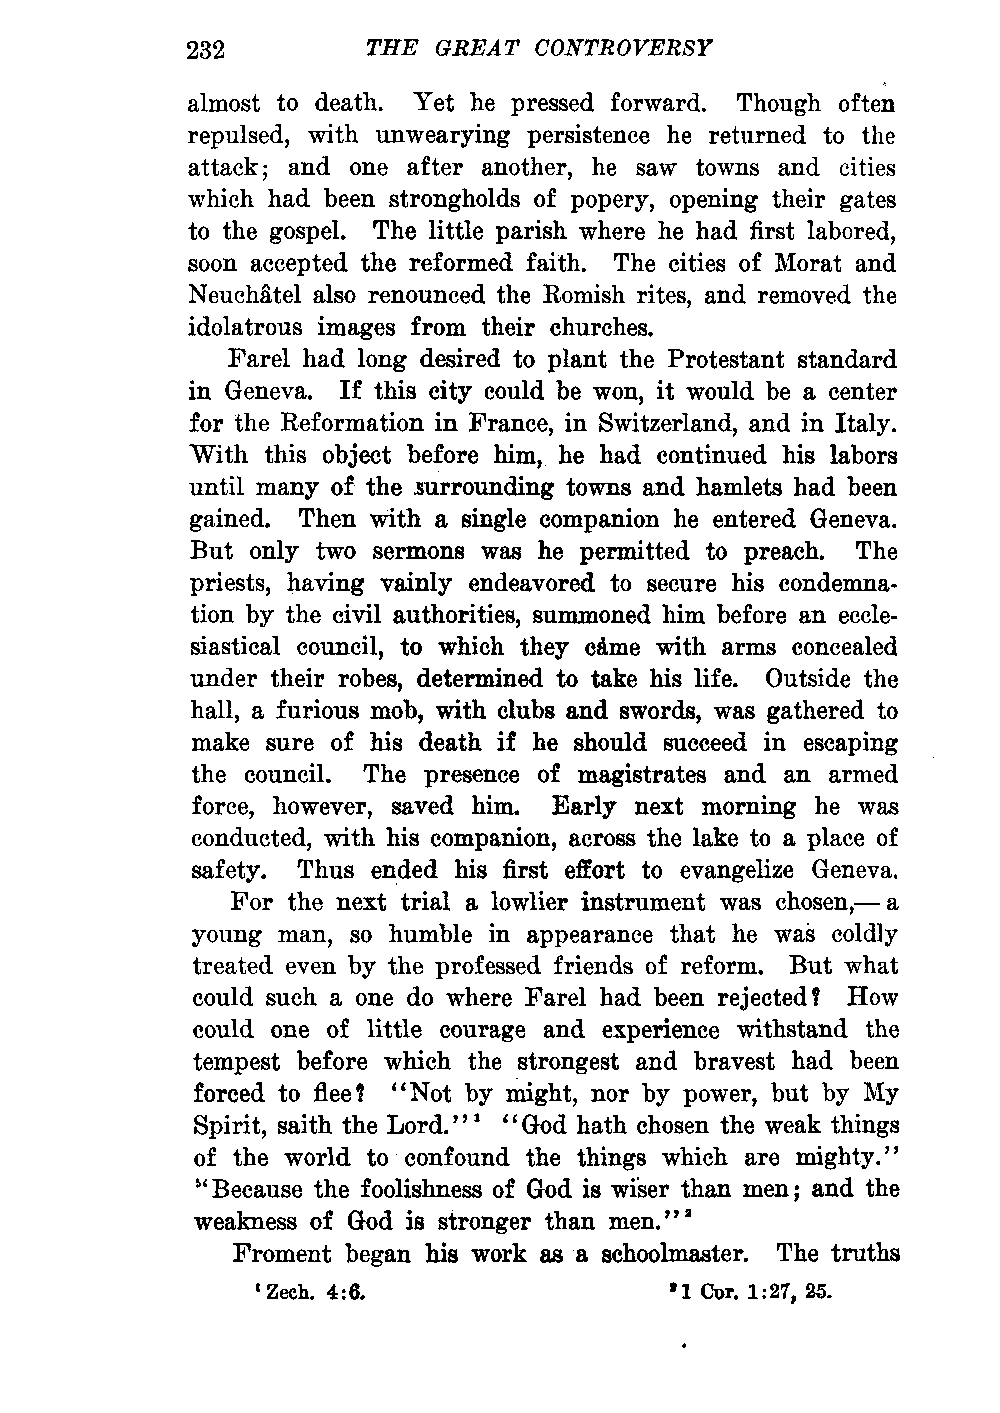 232 THE GREAT CONTROVERSY
almost to death. Yet he pressed forward. Though often
repulsed, with unwearying persistence he returned to the
attack; and one after another, he saw towns and cities
which had been strongholds of popery, opening their gates
to the gospel. The little parish where he had first labored,
soon accepted the reformed faith. The cities of Morat and
Neuchâtel also renounced the Romish rites, and removed the
idolatrous images from their churches.
Farel had long desired to plant the Protestant standard
in Geneva. If this city could be won, it would be a center
for the Reformation in France, in Switzerland, and in Italy.
With this object before him, he had continued his labors
until many of the surrounding towns and hamlets had been
gained. Then with a single companion he entered Geneva.
But only two sermons was he permitted to preach. The
priests, having vainly endeavored to secure his condemna-
tion by the civil authorities, summoned him before an eccle-
siastical council, to which they came with arms concealed
under their robes, determined to take his life. Outside the
hall, a furious mob, with clubs and swords, was gathered to
make sure of his death if he should succeed in escaping
the council. The presence of magistrates and an armed
force, however, saved him. Early next morning he was
conducted, with his companion, across the lake to a place of
safety. Thus ended his first effort to evangelize Geneva.
For the next trial a lowlier instrument was chosen,— a
young man, so humble in appearance that he was coldly
treated even by the professed friends of reform. But what
could such a one do where Farel had been rejected? How
could one of little courage and experience withstand the
tempest before which the strongest and bravest had been
forced to flee? "Not by might, nor by power, but by My
Spirit, saith the Lord."¹ "God hath chosen the weak things
of the world to confound the things which are mighty."
"Because the foolishness of God is wiser than men; and the
weakness of God is stronger than men."²
Froment began his work as a schoolmaster. The truths
¹ Zech. 4:6. ² 1 Cor. 1:27, 25.